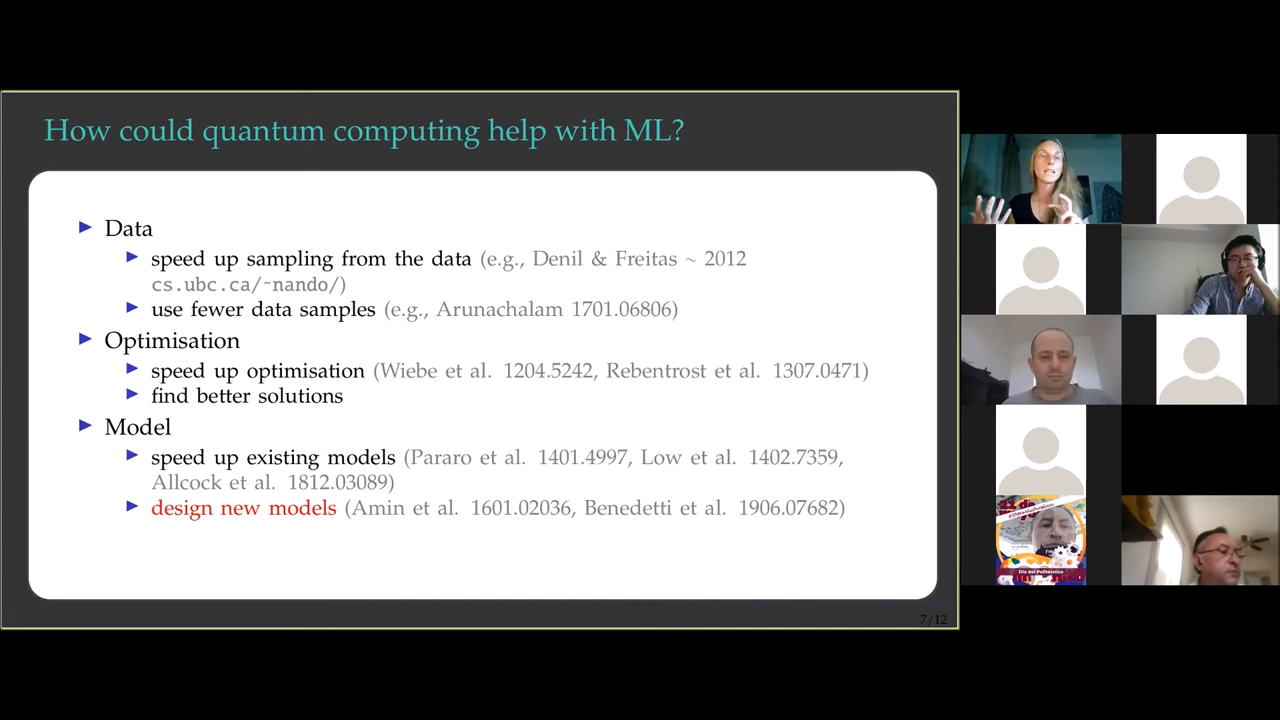 How could quantum computing help with ML?
Data
speed up sampling from the data (e.g., Denil & Freitas ~ 2012
cs.ubc.ca/~nando/)
use fewer data samples (e.g., Arunachalam 1701.06806)
Optimisation
speed up optimisation (Wiebe et al. 1204.5242, Rebentrost et al. 1307.0471)
find better solutions
Model
speed up existing models (Pararo et al. 1401.4997, Low et al. 1402.7359,
Allcock et al. 1812.03089)
design new models (Amin et al. 1601.02036, Benedetti et al. 1906.07682)
7/12
Día del Politécnico